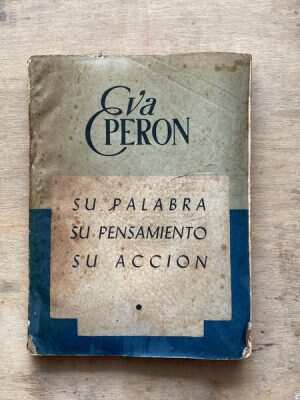 Eva
PERON
SU PALABRA
SU PENSAMIENTO
SU ACCION